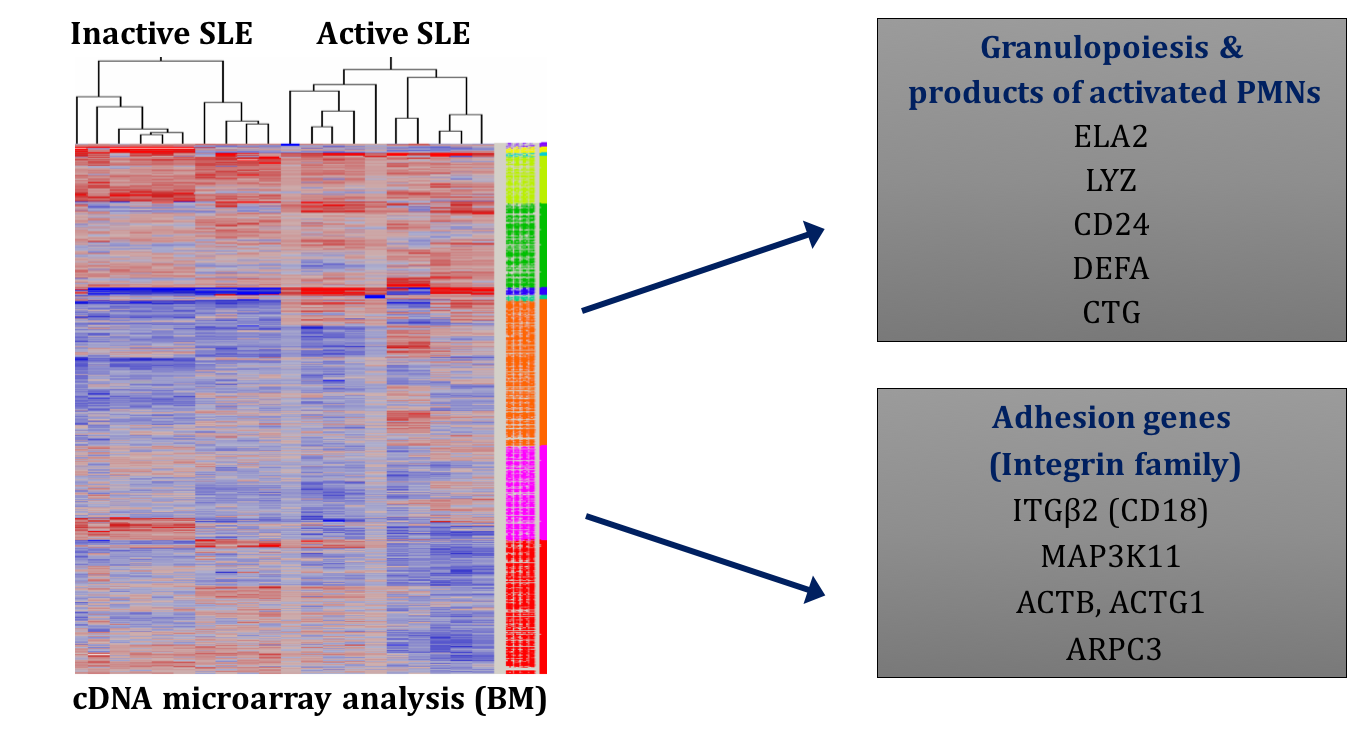 Inactive SLE
Active SLE
cDNA microarray analysis (BM)
Granulopoiesis &
products of activated PMNs
ELA2
LYZ
CD24
DEFA
CTG
Adhesion genes
(Integrin family)
ITGβ2 (CD18)
MAP3K11
ACTB, ACTG1
ARPC3